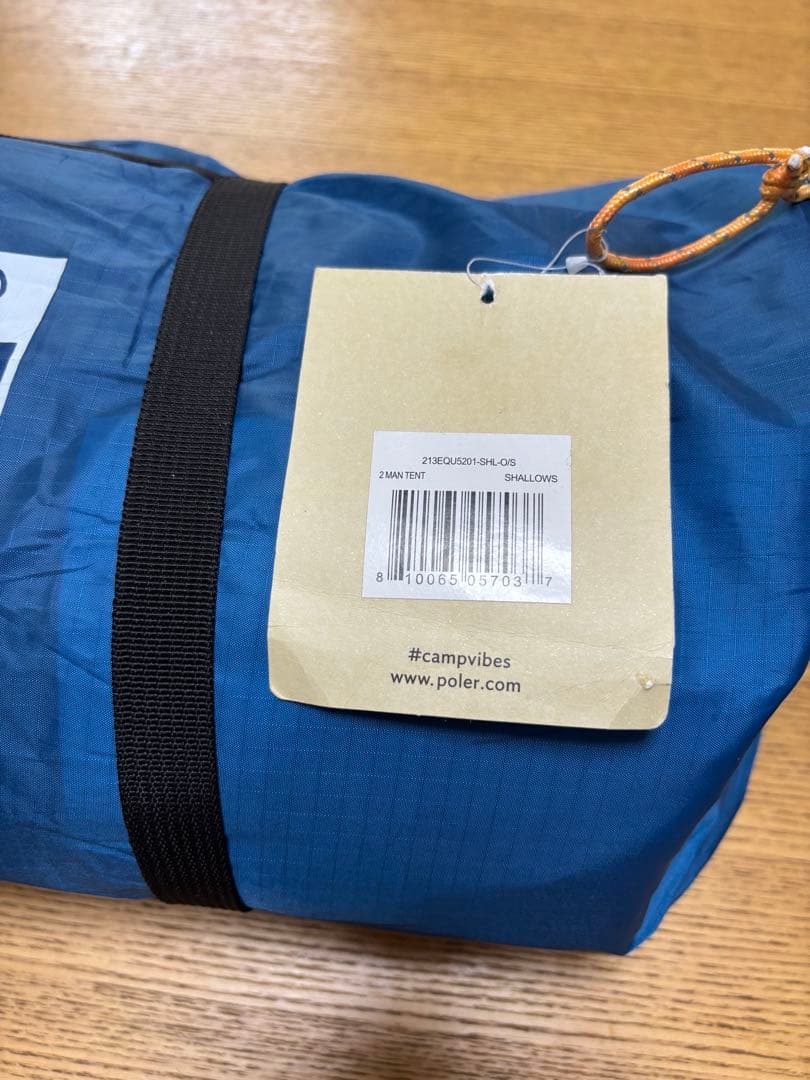 213EQU5201-SHL-O/S
2 MAN TENT SHALLOWS
8 10065 05703 7
#campvibes
www.poler.com